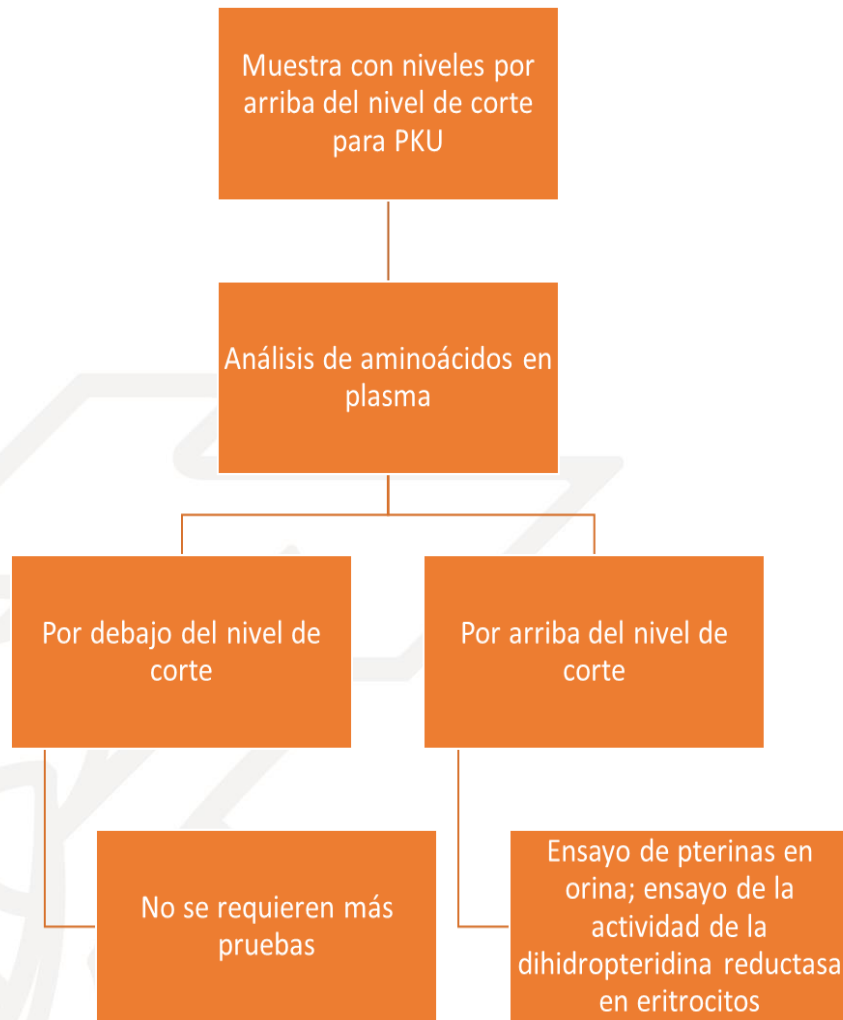 Muestra con niveles por
arriba del nivel de corte
para PKU
Análisis de aminoácidos en
plasma
Por debajo del nivel de
corte
Por arriba del nivel de
corte
No se requieren más
pruebas
Ensayo de pterinas en
orina; ensayo de la
actividad de la
dihidropteridina reductasa
en eritrocitos